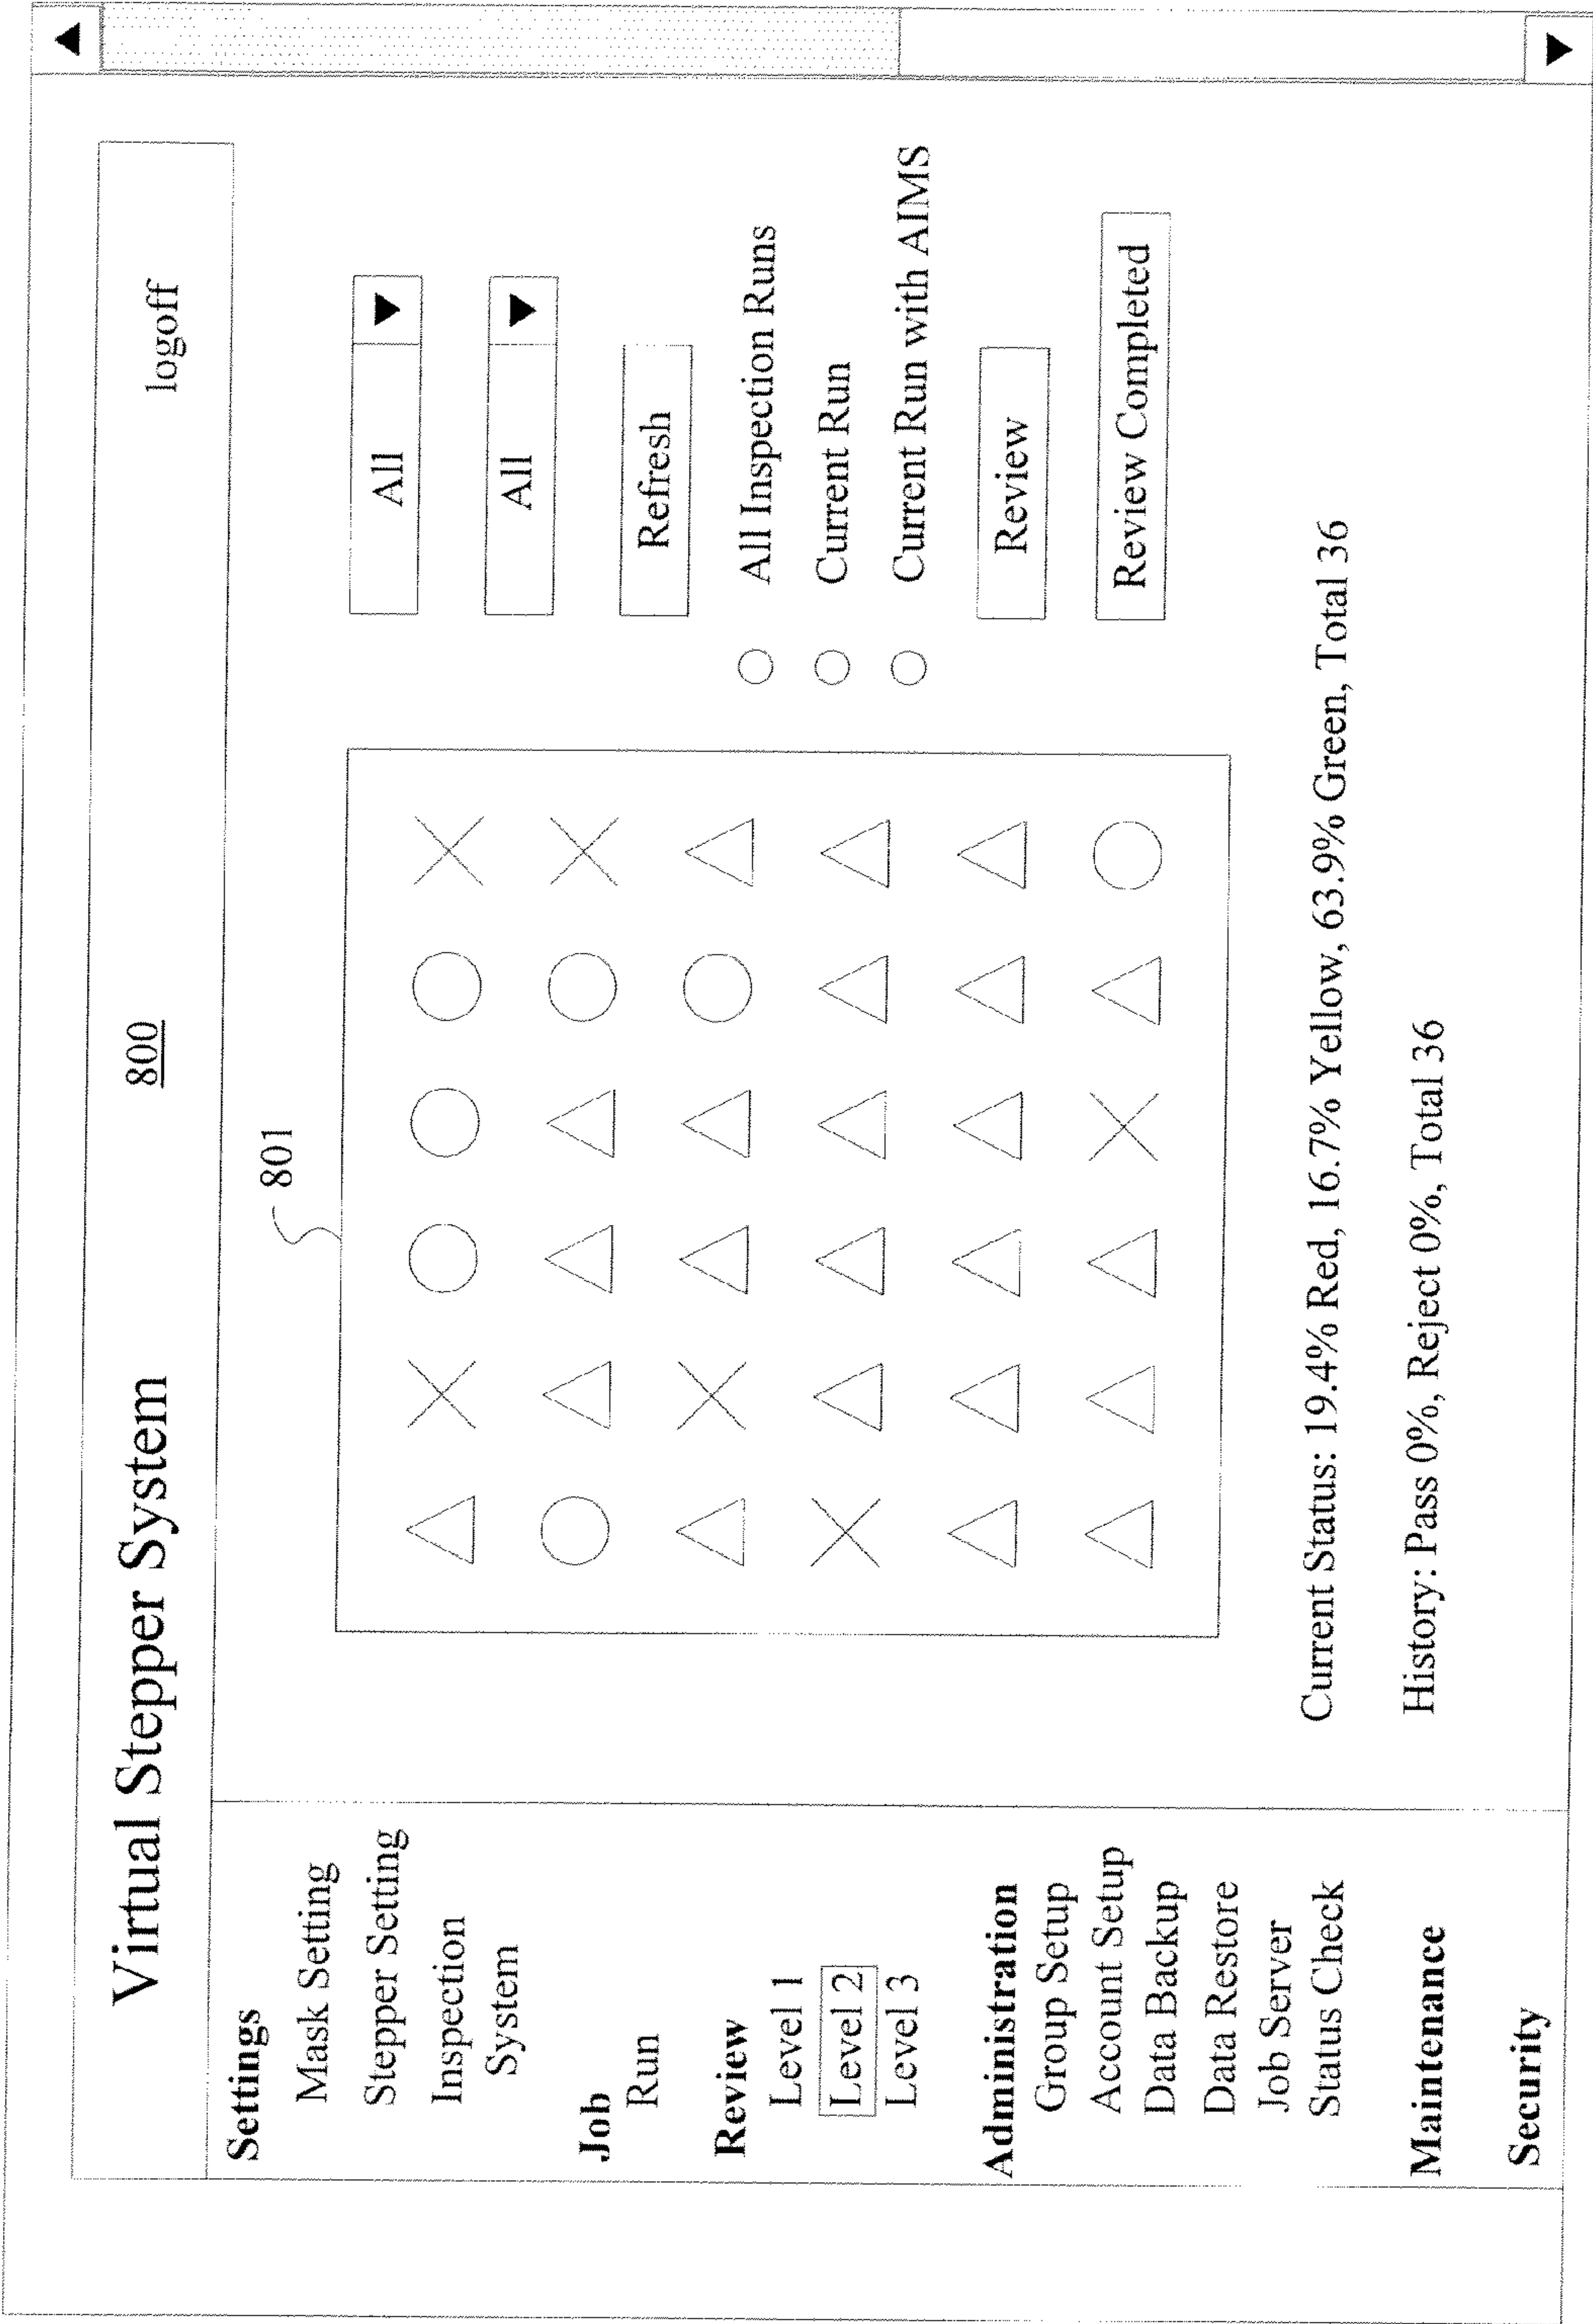 Virtual Stepper System
800
logoff
Settings
Mask Setting
Stepper Setting
Inspection
System
Job
Run
Review
Level 1
Level 2
Level 3
Administration
Group Setup
Account Setup
Data Backup
Data Restore
Job Server
Status Check
Maintenance
Security
801
All
All
Refresh
All Inspection Runs
Current Run
Current Run with AIMS
Review
Review Completed
Current Status: 19.4% Red, 16.7% Yellow, 63.9% Green, Total 36
History: Pass 0%, Reject 0%, Total 36